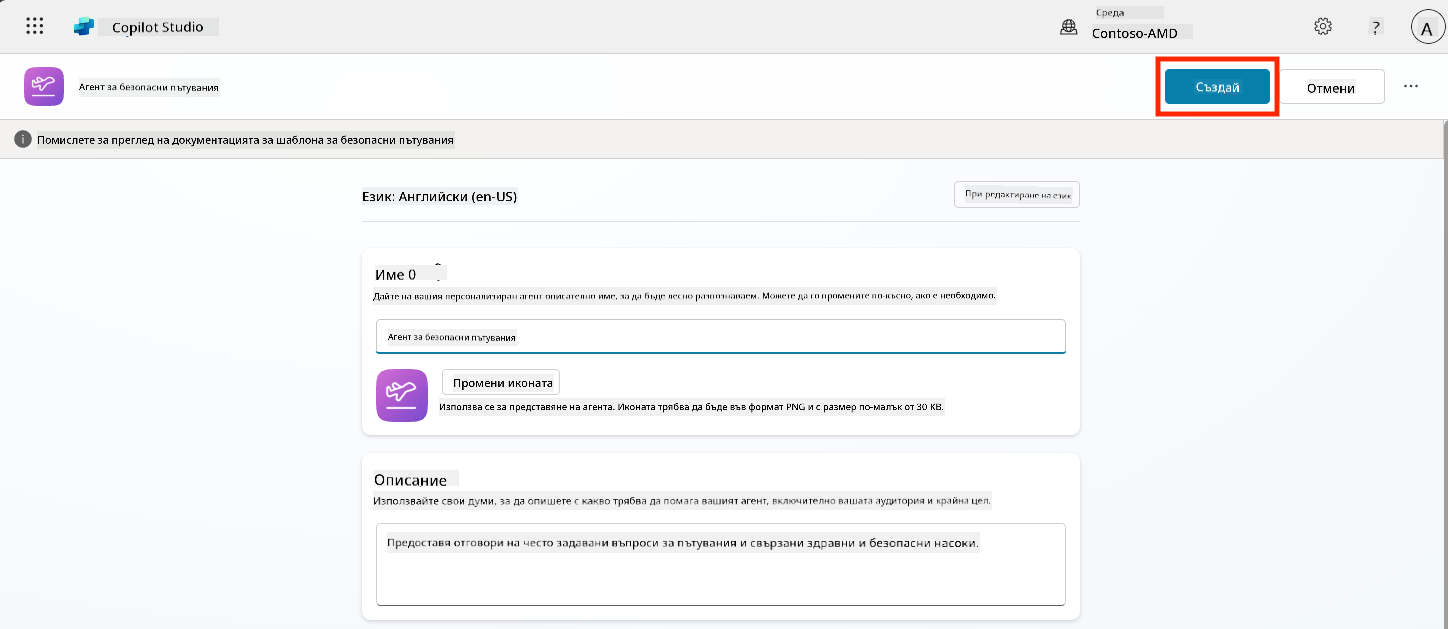 Copilot Studio
Среда
Contoso-AMD
?
A
Агент за безопасни пътувания
Създай
Отмени
Помислете за преглед на документацията за шаблона за безопасни пътувания
Език: Английски (en-US)
При редактиране на език
Име 0
Дайте на вашия персонализиран агент описателно име, за да бъде лесно разпознаваем. Можете да го промените по-късно, ако е необходимо.
Агент за безопасни пътувания
Промени иконата
Използва се за представяне на агента. Иконата трябва да бъде във формат PNG и с размер по-малък от 30 KB.
Описание
Използвайте свои думи, за да опишете с какво трябва да помага вашият агент, включително вашата аудитория и крайна цел.
Предоставя отговори на често задавани въпроси за пътувания и свързани здравни и безопасни насоки.